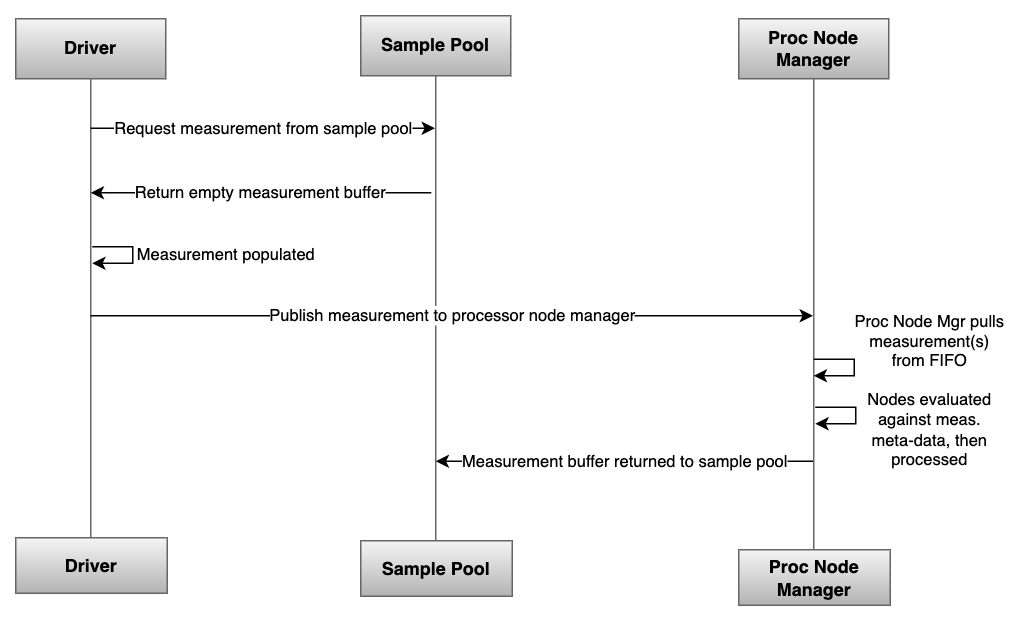 Driver
Sample Pool
Proc Node
Manager
Request measurement from sample pool
Return empty measurement buffer
Measurement populated
Publish measurement to processor node manager
Proc Node Mgr pulls
measurement(s)
from FIFO
Nodes evaluated
against meas.
meta-data, then
processed
Measurement buffer returned to sample pool
Driver
Sample Pool
Proc Node
Manager